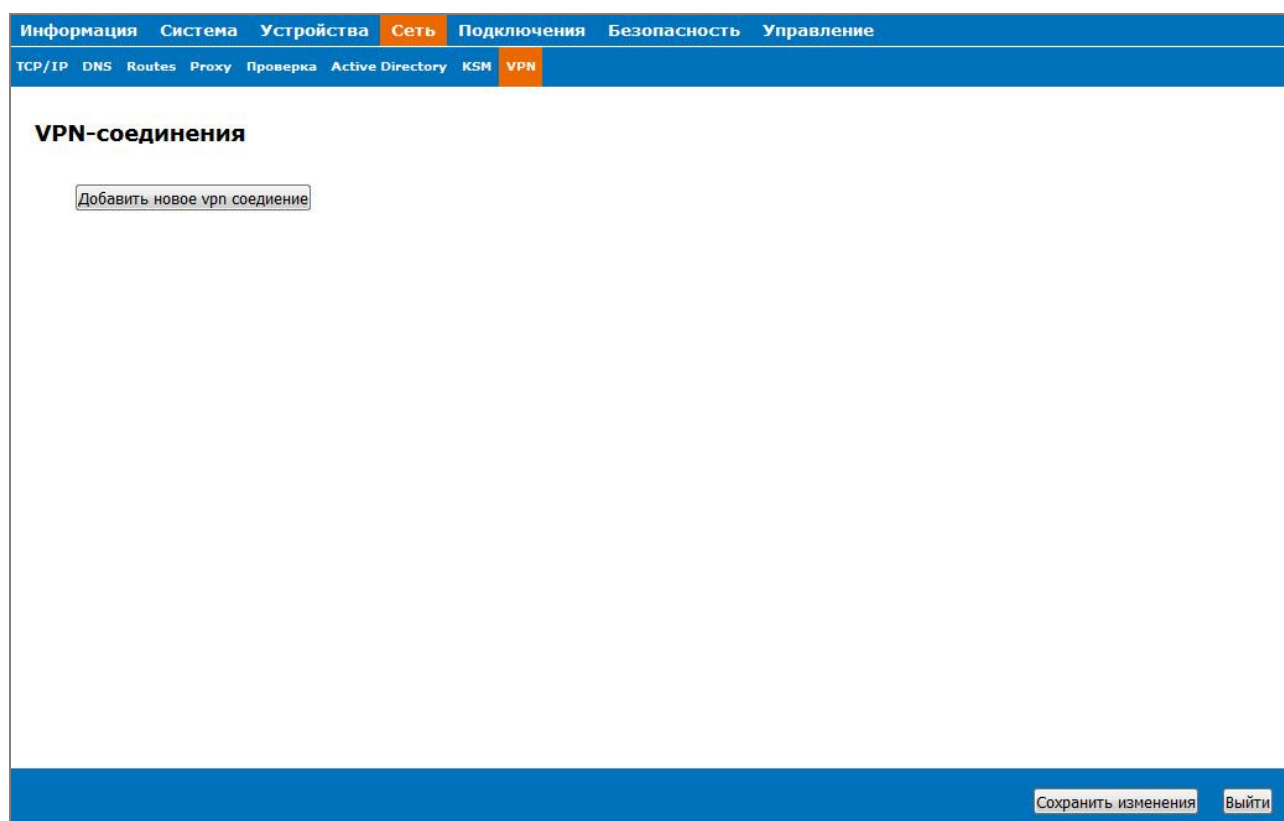 Информация Система Устройства Сеть Подключения Безопасность Управление
TCP/IP DNS Routes Proxy Проверка Active Directory KSM VPN
VPN-соединения
Добавить новое vpn соедиение
Сохранить изменения Выйти